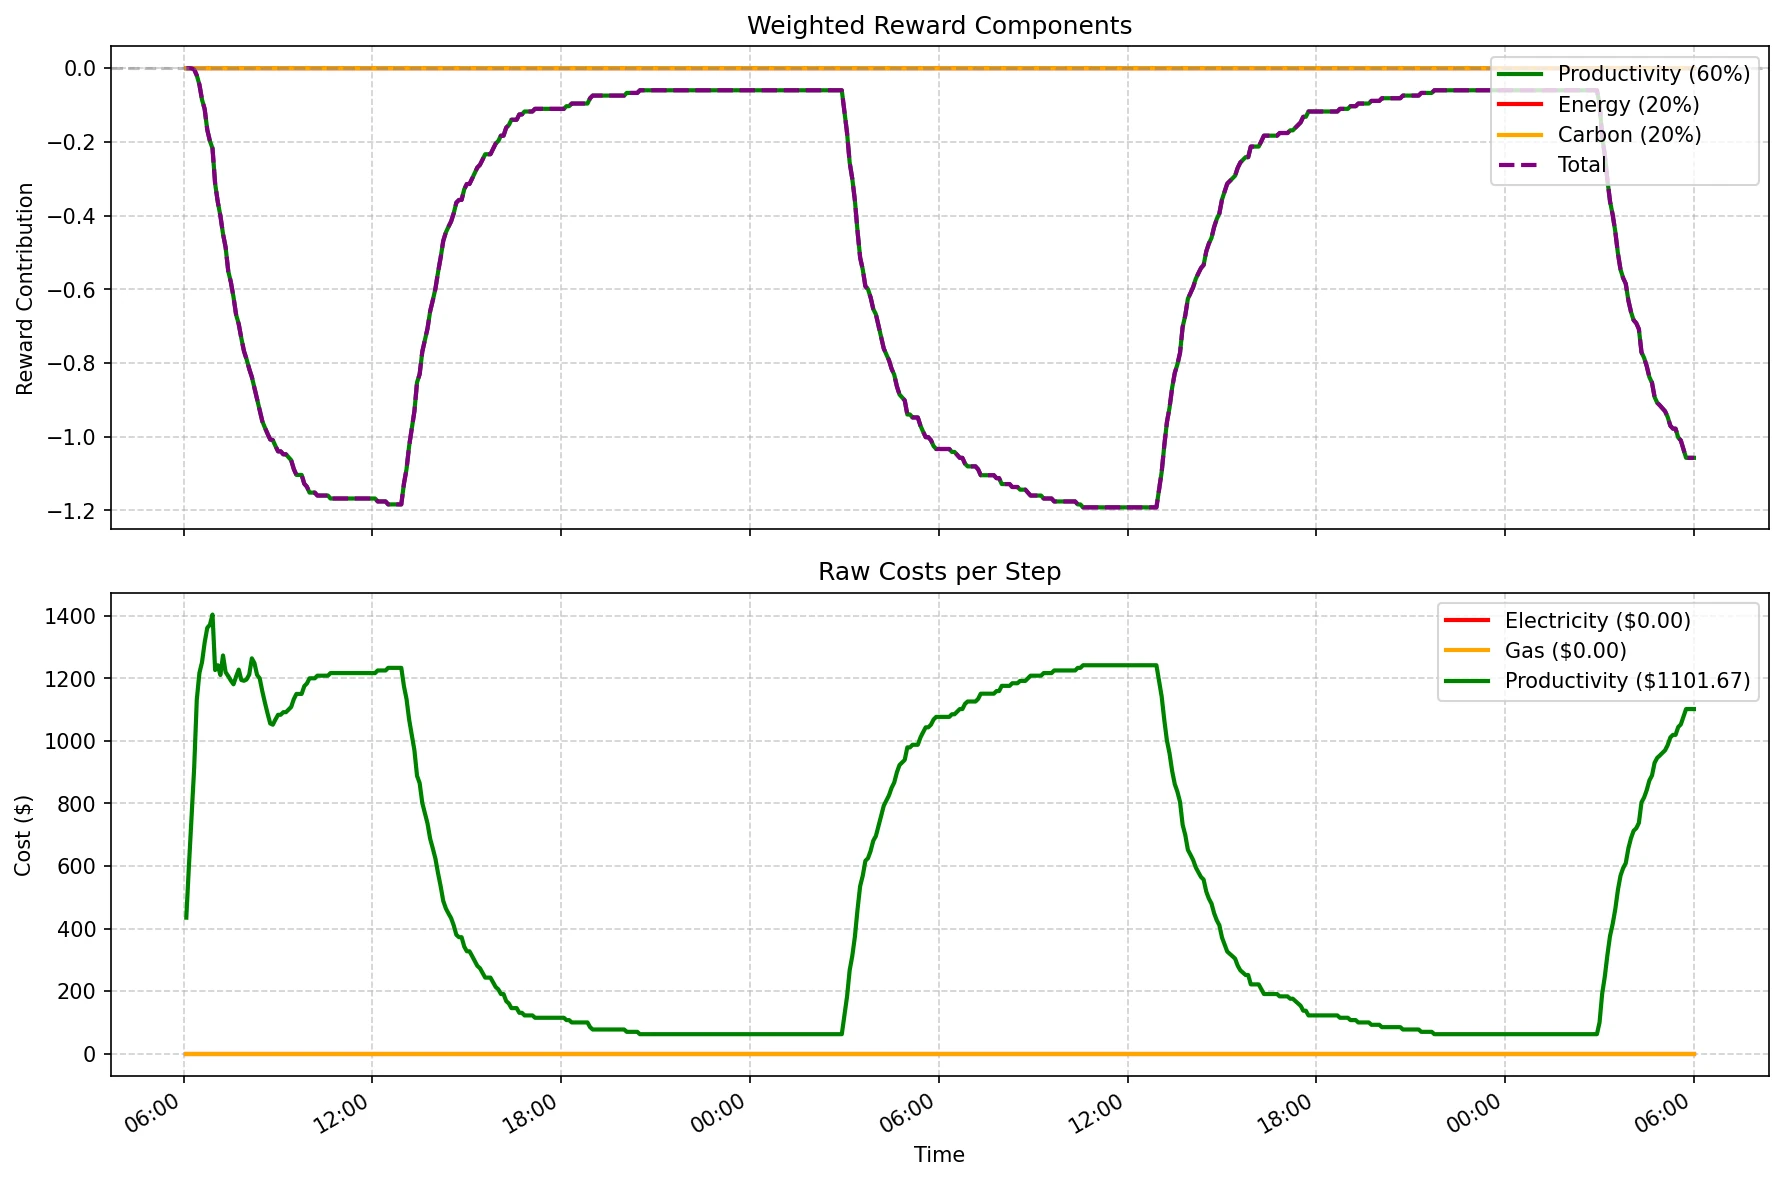 Weighted Reward Components
0.0
−0.2
−0.4
−0.6
−0.8
−1.0
−1.2
Reward Contribution
Productivity (60%)
Energy (20%)
Carbon (20%)
Total
Raw Costs per Step
1400
1200
1000
800
600
400
200
0
Cost ($)
Electricity ($0.00)
Gas ($0.00)
Productivity ($1101.67)
06:00
12:00
18:00
00:00
06:00
12:00
18:00
00:00
06:00
Time